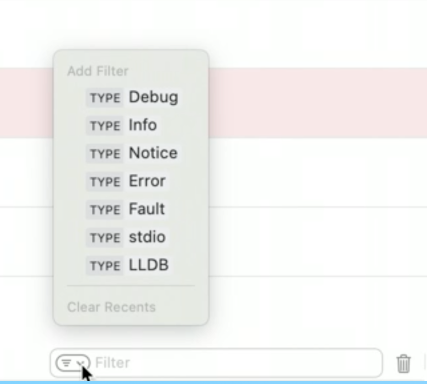 Add Filter
TYPE Debug
TYPE Info
TYPE Notice
TYPE Error
TYPE Fault
TYPE stdio
TYPE LLDB
Clear Recents
Filter